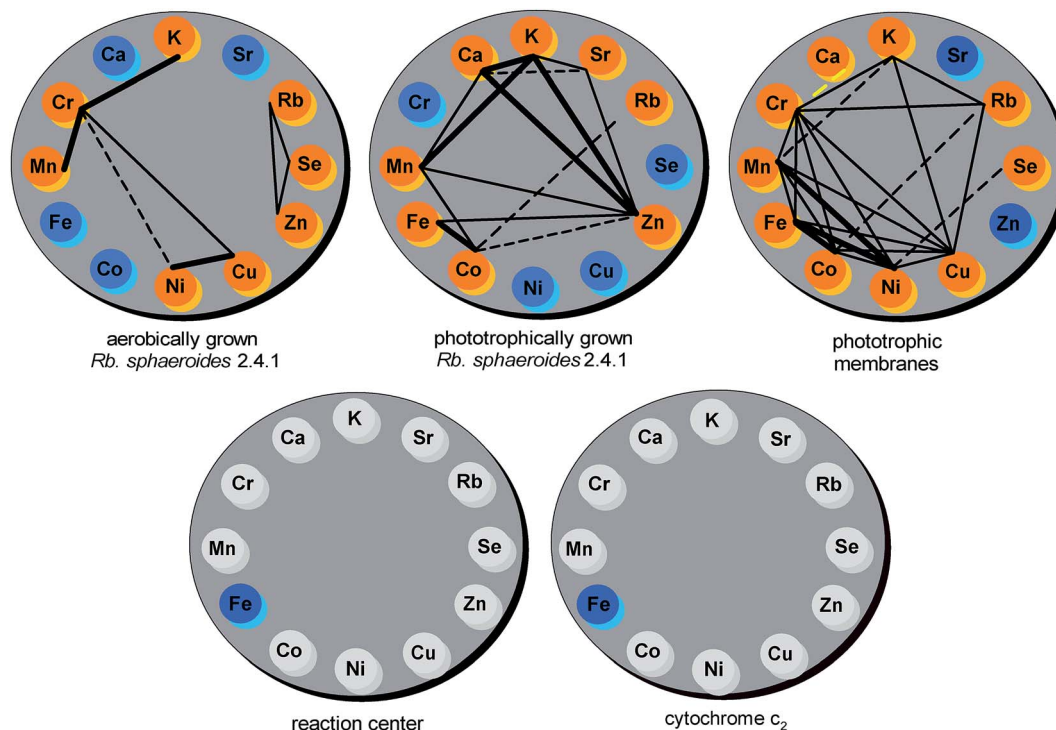 K
Ca
Sr
Cr
Rb
Mn
Se
Fe
Zn
Co
Cu
Ni
aerobically grown
Rb. sphaeroides 2.4.1
K
Ca
Sr
Cr
Rb
Mn
Se
Fe
Zn
Co
Cu
Ni
phototrophically grown
Rb. sphaeroides 2.4.1
K
Ca
Sr
Cr
Rb
Mn
Se
Fe
Zn
Co
Cu
Ni
phototrophic
membranes
K
Ca
Sr
Cr
Rb
Mn
Se
Fe
Zn
Co
Cu
Ni
reaction center
K
Ca
Sr
Cr
Rb
Mn
Se
Fe
Zn
Co
Cu
Ni
cytochrome c₂